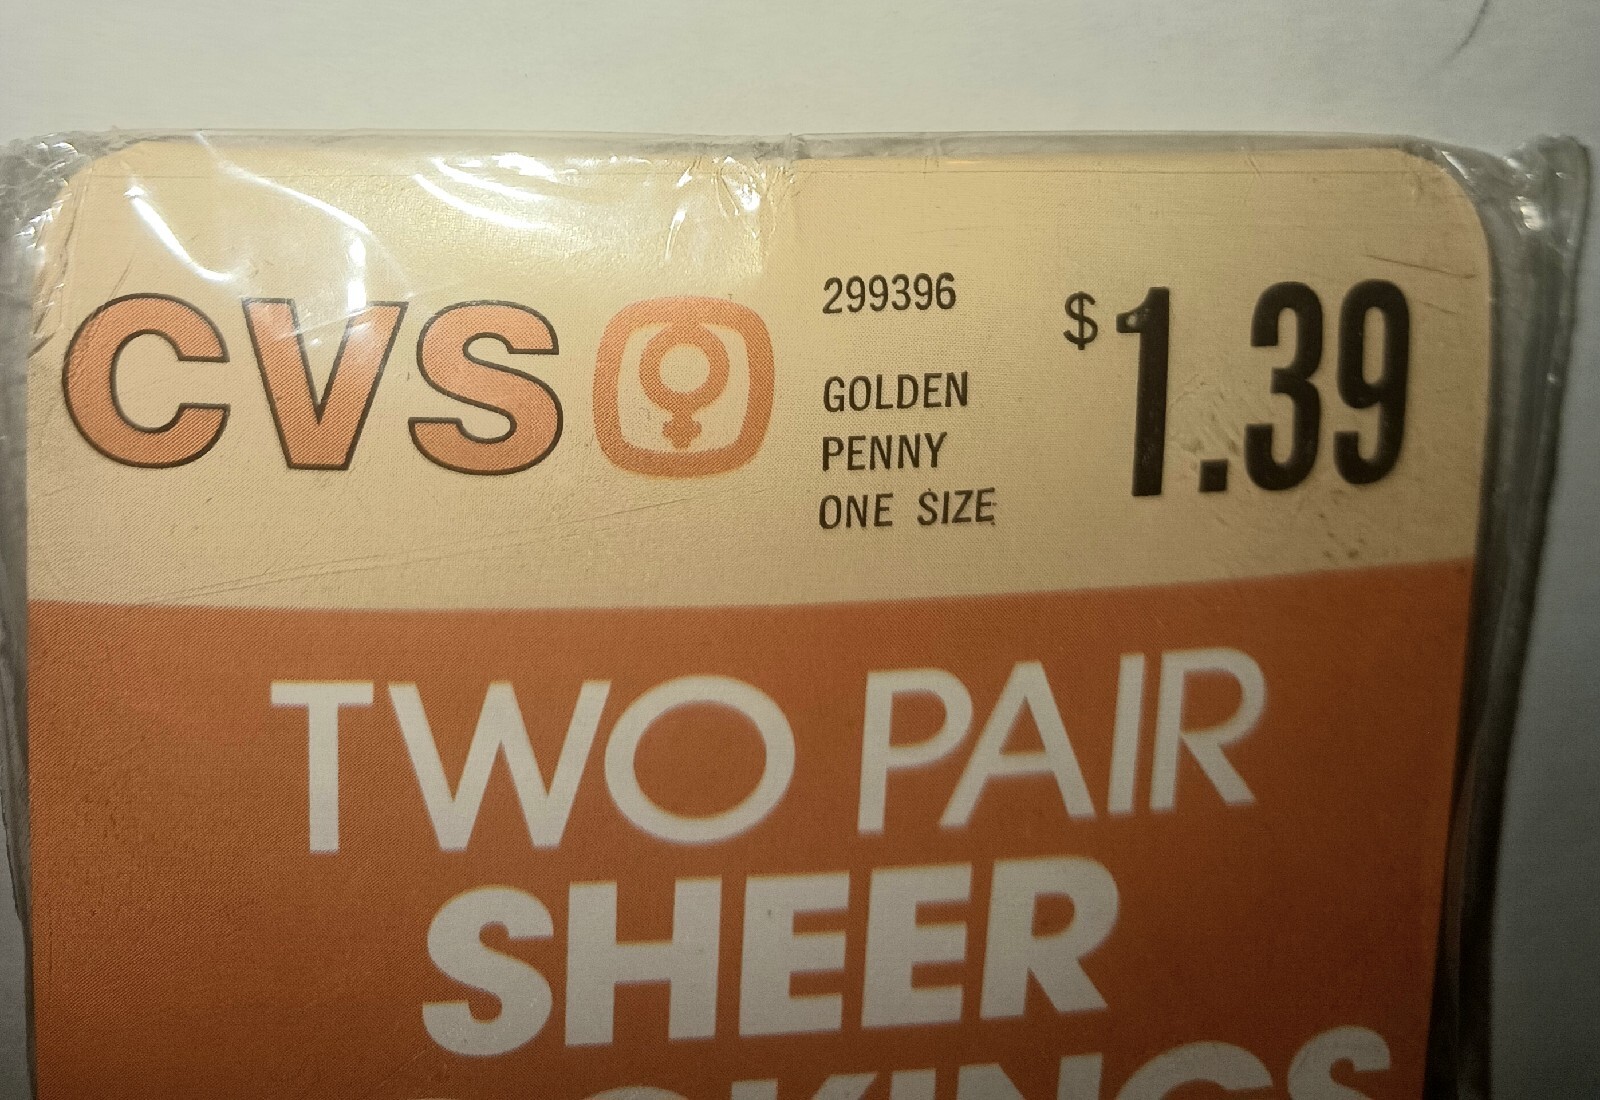 CVS
299396
GOLDEN
PENNY
ONE SIZE
$1.39
TWO PAIR
SHEER